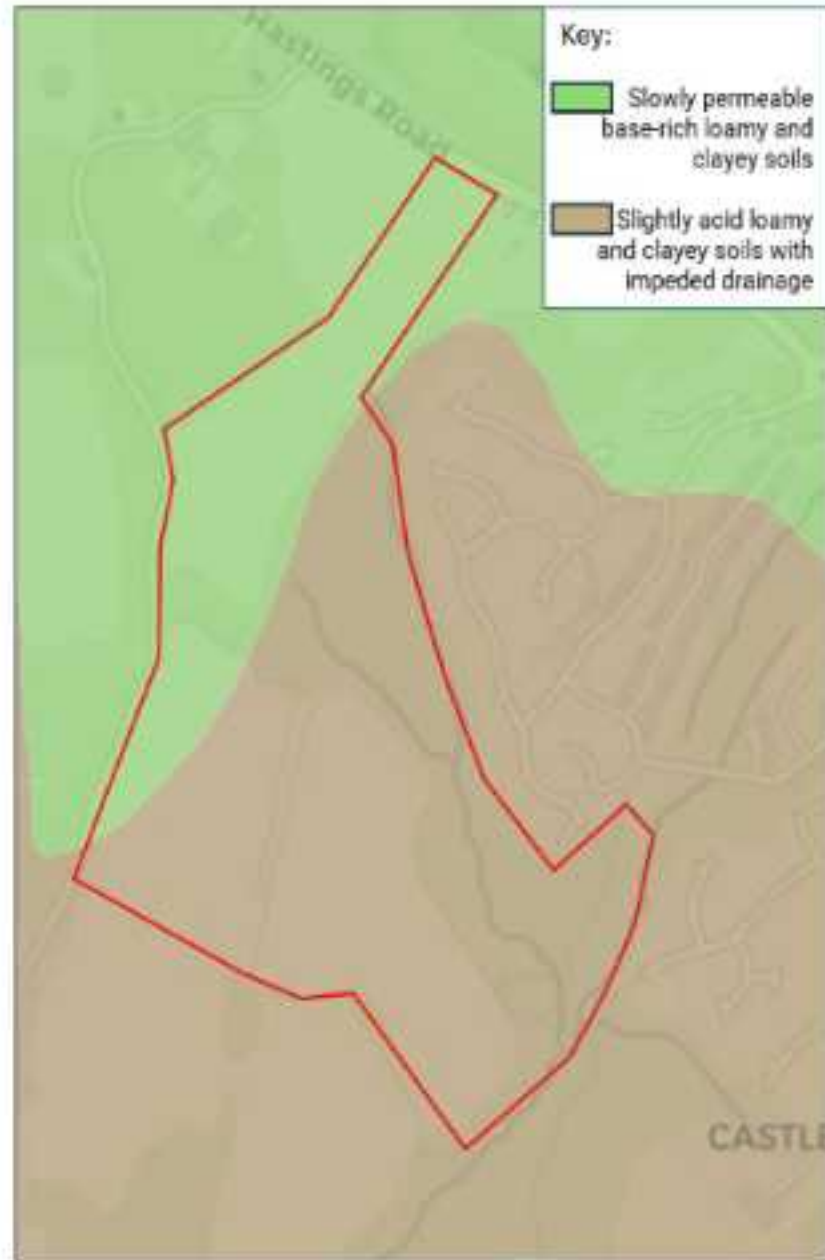 Hastings Road
Key:
Slowly permeable
base-rich loamy and
clayey soils
Slightly acid loamy
and clayey soils with
impeded drainage
CASTLE